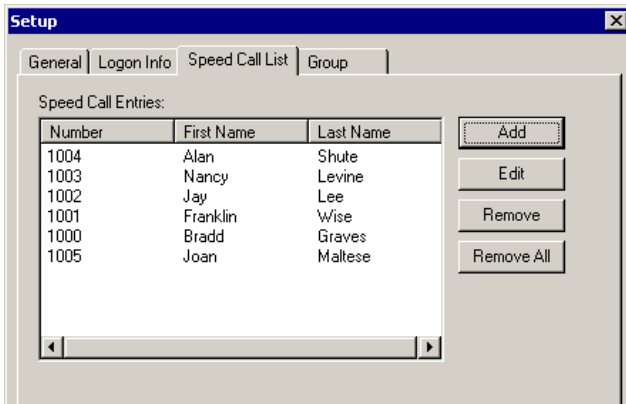 Setup
General Logon Info Speed Call List Group
Speed Call Entries:
Number First Name Last Name
1004 Alan Shute
1003 Nancy Levine
1002 Jay Lee
1001 Franklin Wise
1000 Bradd Graves
1005 Joan Maltese
Add
Edit
Remove
Remove All